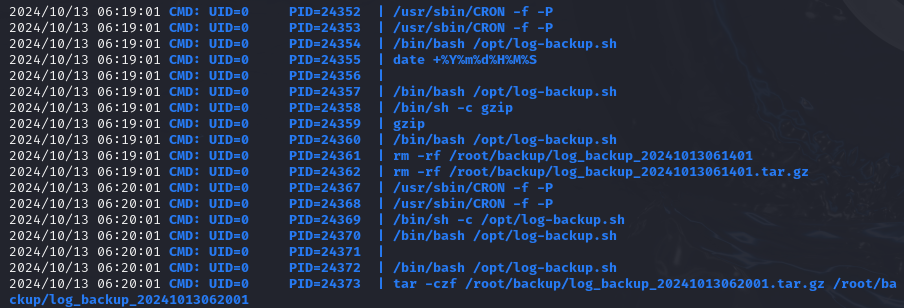 2024/10/13 06:19:01 CMD: UID=0     PID=24352  | /usr/sbin/CRON -f -P
2024/10/13 06:19:01 CMD: UID=0     PID=24353  | /usr/sbin/CRON -f -P
2024/10/13 06:19:01 CMD: UID=0     PID=24354  | /bin/bash /opt/log-backup.sh
2024/10/13 06:19:01 CMD: UID=0     PID=24355  | date +%Y%m%d%H%M%S
2024/10/13 06:19:01 CMD: UID=0     PID=24356  |
2024/10/13 06:19:01 CMD: UID=0     PID=24357  | /bin/bash /opt/log-backup.sh
2024/10/13 06:19:01 CMD: UID=0     PID=24358  | /bin/sh -c gzip
2024/10/13 06:19:01 CMD: UID=0     PID=24359  | gzip
2024/10/13 06:19:01 CMD: UID=0     PID=24360  | /bin/bash /opt/log-backup.sh
2024/10/13 06:19:01 CMD: UID=0     PID=24361  | rm -rf /root/backup/log_backup_20241013061401
2024/10/13 06:19:01 CMD: UID=0     PID=24362  | rm -rf /root/backup/log_backup_20241013061401.tar.gz
2024/10/13 06:20:01 CMD: UID=0     PID=24367  | /usr/sbin/CRON -f -P
2024/10/13 06:20:01 CMD: UID=0     PID=24368  | /usr/sbin/CRON -f -P
2024/10/13 06:20:01 CMD: UID=0     PID=24369  | /bin/sh -c /opt/log-backup.sh
2024/10/13 06:20:01 CMD: UID=0     PID=24370  | /bin/bash /opt/log-backup.sh
2024/10/13 06:20:01 CMD: UID=0     PID=24371  |
2024/10/13 06:20:01 CMD: UID=0     PID=24372  | /bin/bash /opt/log-backup.sh
2024/10/13 06:20:01 CMD: UID=0     PID=24373  | tar -czf /root/backup/log_backup_20241013062001.tar.gz /root/ba
ckup/log_backup_20241013062001